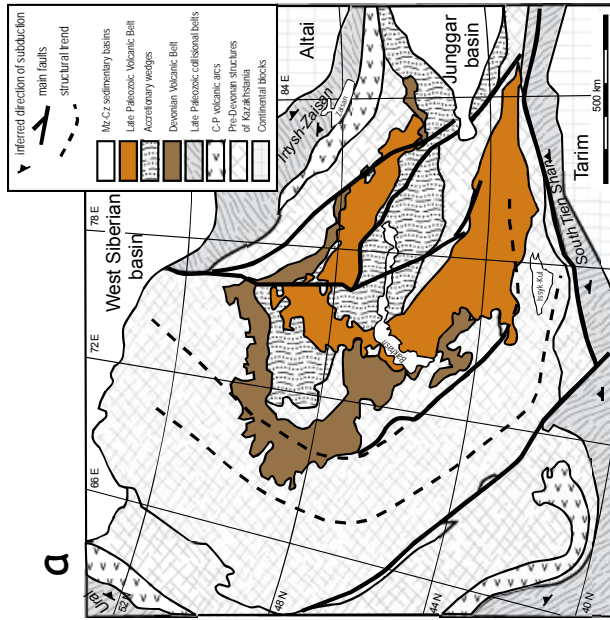 a
inferred direction of subduction
main faults
structural trend
Mz-Cz sedimentary basins
Late Paleozoic Volcanic Belt
Accretionary wedges
Devonian Volcanic Belt
Late Paleozoic collisional belts
C-P volcanic arcs
Pre-Devonan structures
of Kazakhstania
Continental blocks
66 E
72 E
78 E
84 E
West Siberian
basin
Altai
Irtysh-Zaisan
Zaisan
Junggar
basin
Ural
52 N
48 N
44 N
40 N
Balkash
Issyk-Kul
South Tien Shan
Tarim
500 km